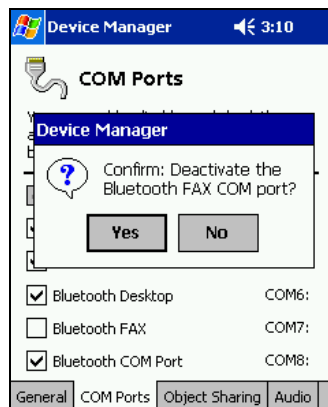 Device Manager 3:10
COM Ports
Device Manager
Confirm: Deactivate the
Bluetooth FAX COM port?
Yes No
Bluetooth Desktop COM6:
Bluetooth FAX COM7:
Bluetooth COM Port COM8:
General COM Ports Object Sharing Audio